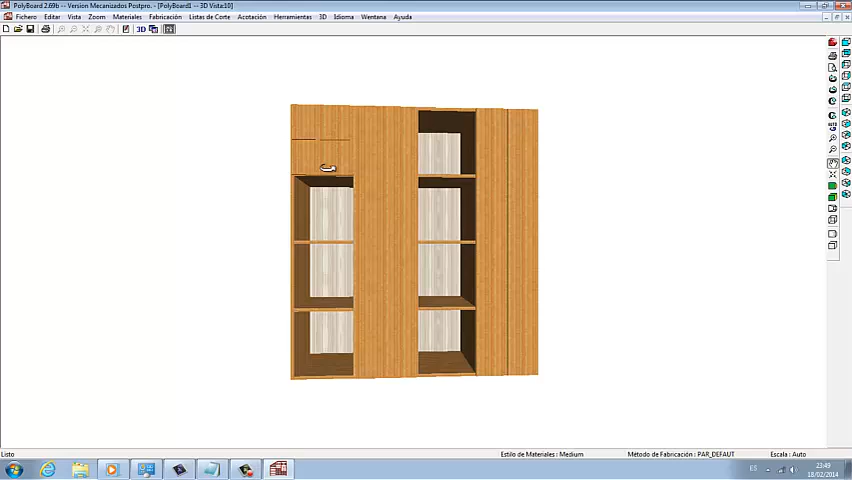 PolyBoard 2.69b -- Version Mecanizados Postpro. - [PolyBoard1 -- 3D Vista:10]
Fichero Editar Vista Zoom Materiales Fabricación Listas de Corte Acotación Herramientas 3D Idioma Ventana Ayuda
3D
AUTO
Listo Estilo de Materiales : Medium Método de Fabricación : PAR_DEFAUT Escala : Auto
ES 23:49
18/02/2014